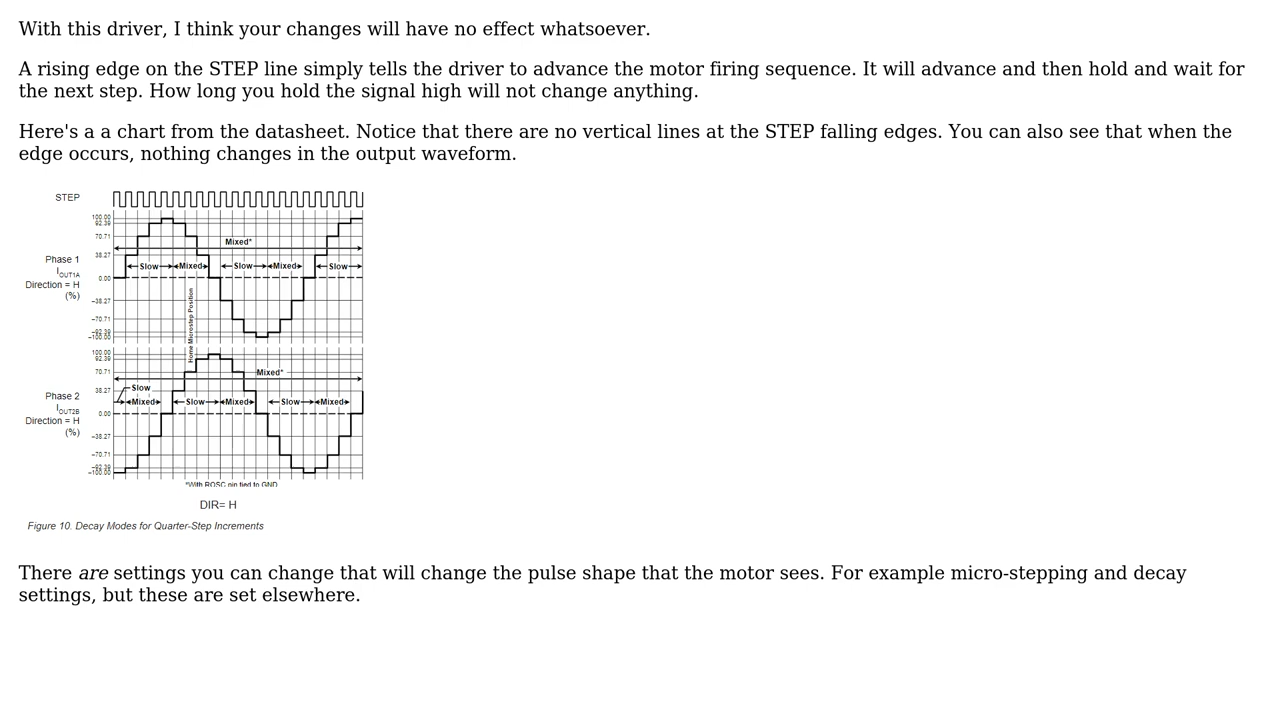 With this driver, I think your changes will have no effect whatsoever.
A rising edge on the STEP line simply tells the driver to advance the motor firing sequence. It will advance and then hold and wait for
the next step. How long you hold the signal high will not change anything.
Here's a a chart from the datasheet. Notice that there are no vertical lines at the STEP falling edges. You can also see that when the
edge occurs, nothing changes in the output waveform.
STEP
100.00
92.39
70.71
Mixed*
38.27
Phase 1
Slow Mixed Slow Mixed Slow
IOUT1A
0.00
Direction = H
(%)
–38.27
Home Microstep Position
–70.71
–92.39
–100.00
100.00
92.39
70.71
Mixed*
Slow
38.27
Phase 2
Mixed Slow Mixed Slow Mixed
IOUT2B
0.00
Direction = H
(%)
–38.27
–70.71
–92.39
–100.00
*With ROSC pin tied to GND
DIR= H
Figure 10. Decay Modes for Quarter-Step Increments
There are settings you can change that will change the pulse shape that the motor sees. For example micro-stepping and decay
settings, but these are set elsewhere.